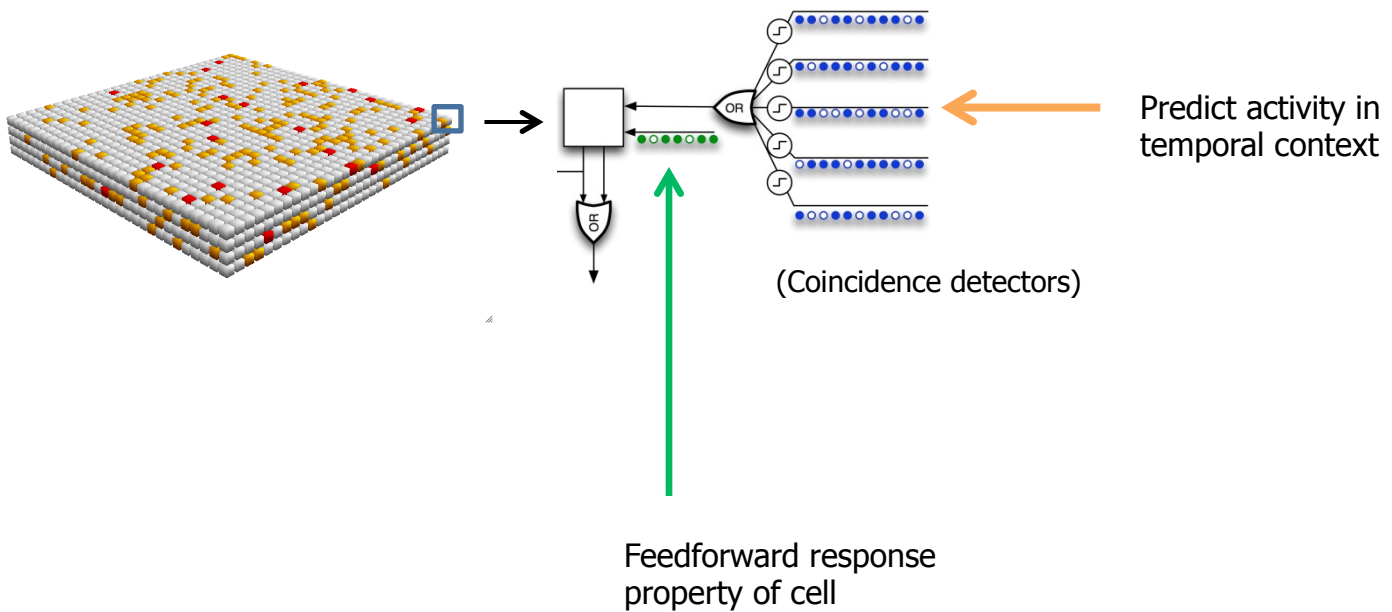 OR
Predict activity in
temporal context
OR
(Coincidence detectors)
Feedforward response
property of cell